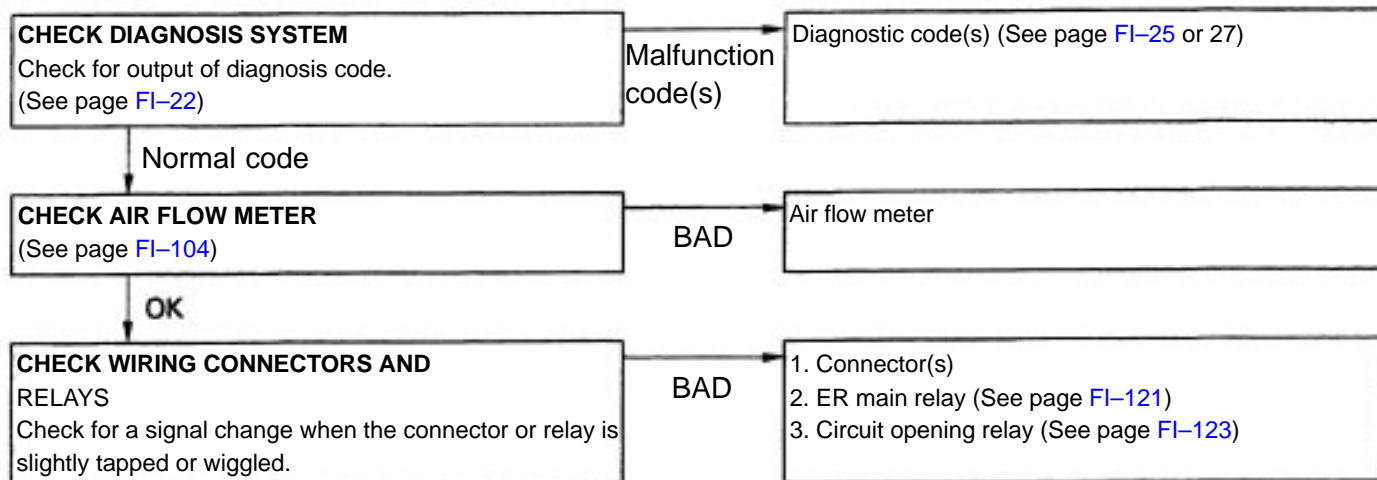 CHECK DIAGNOSIS SYSTEM
Check for output of diagnosis code.
(See page FI–22)
Malfunction
code(s)
Diagnostic code(s) (See page FI–25 or 27)
Normal code
CHECK AIR FLOW METER
(See page FI–104)
BAD
Air flow meter
OK
CHECK WIRING CONNECTORS AND
RELAYS
Check for a signal change when the connector or relay is
slightly tapped or wiggled.
BAD
1. Connector(s)
2. ER main relay (See page FI–121)
3. Circuit opening relay (See page FI–123)